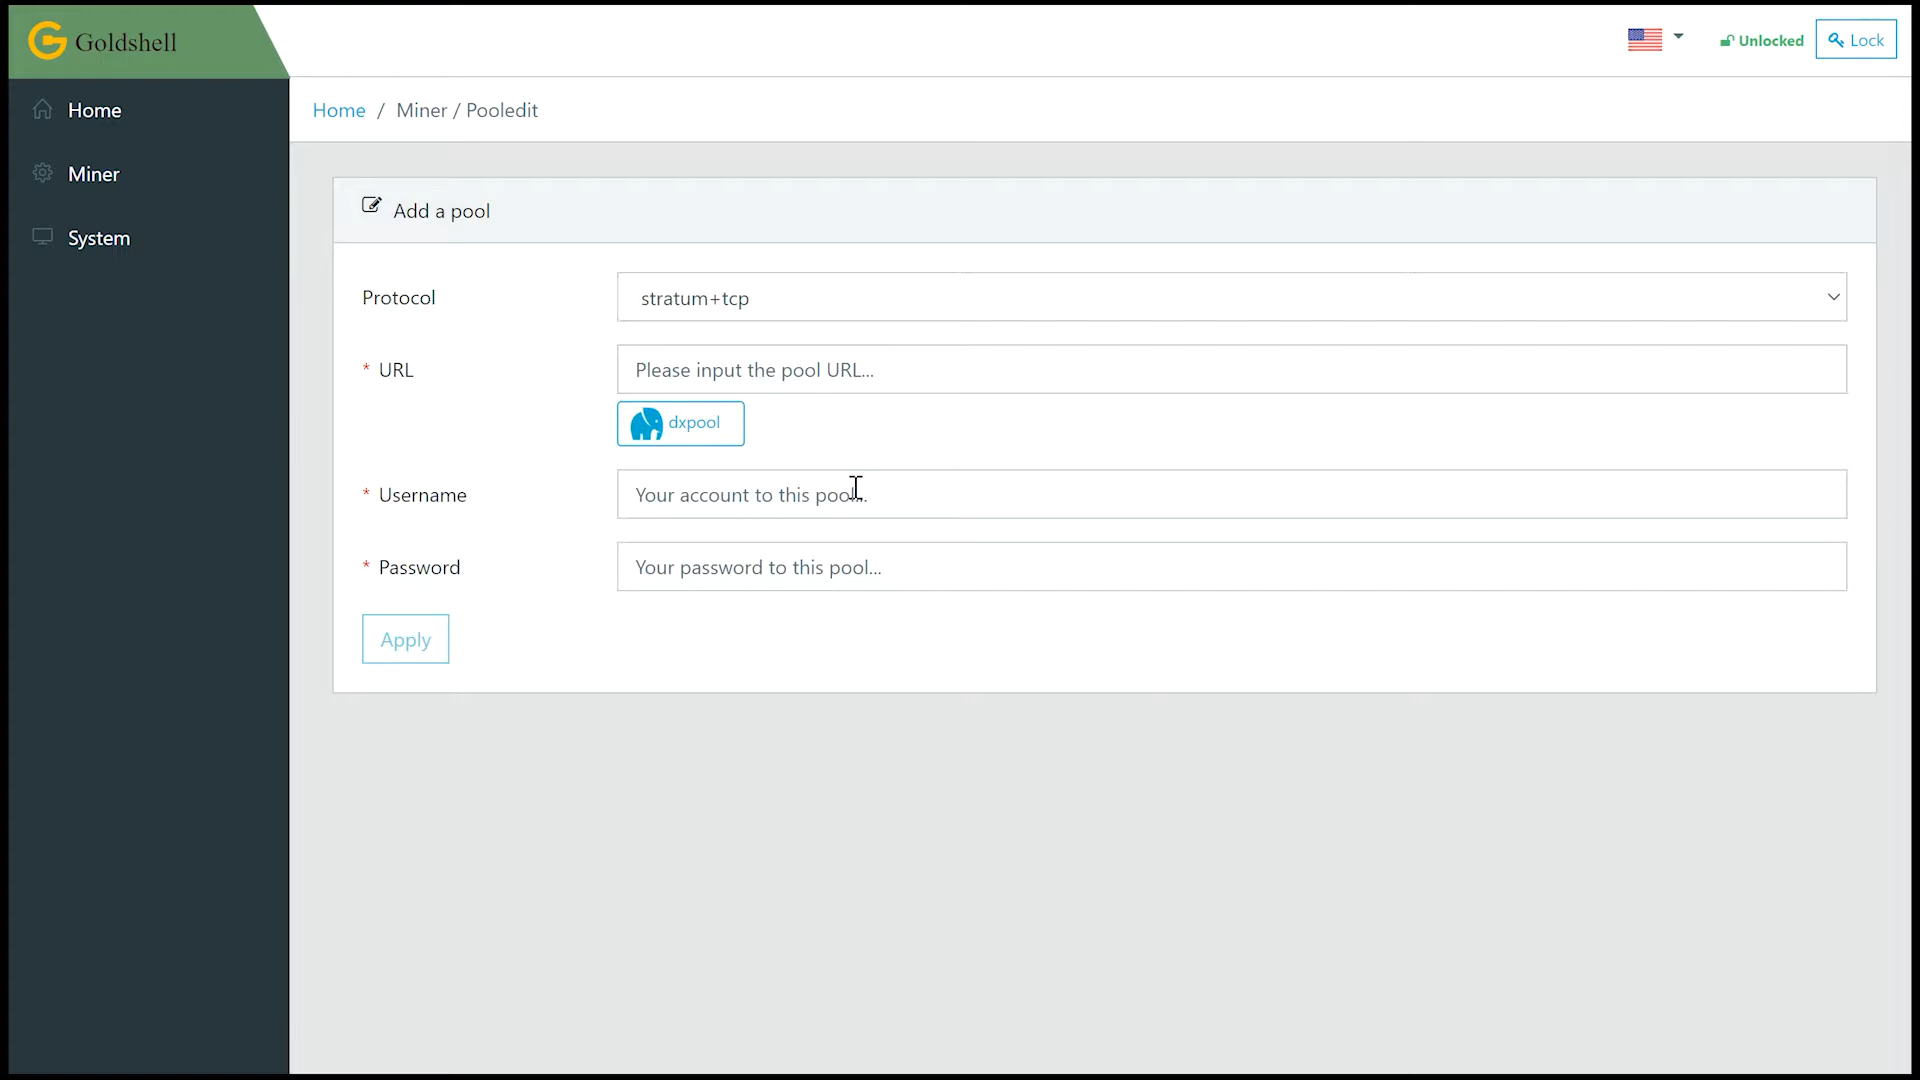 Goldshell
Unlocked
Lock
Home
Miner
System
Home / Miner / Pooledit
Add a pool
Protocol
stratum+tcp
* URL
Please input the pool URL...
dxpool
* Username
Your account to this pool...
* Password
Your password to this pool...
Apply